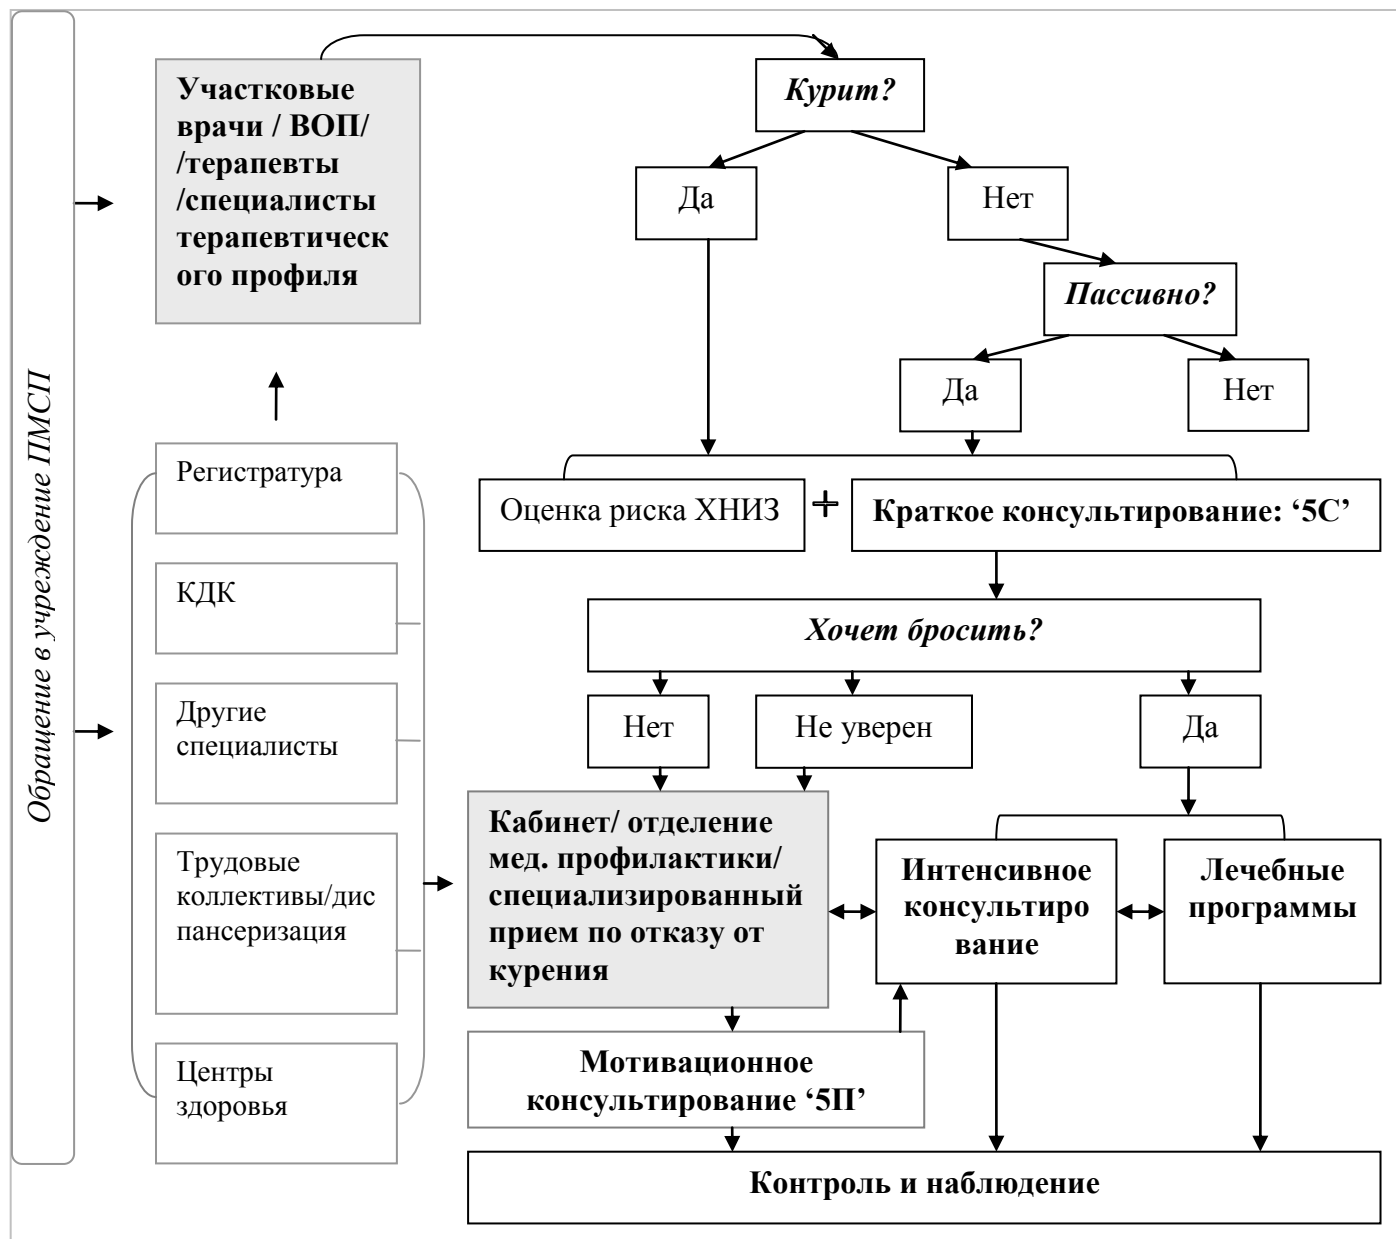 Обращение в учреждение ПМСП
Участковые
врачи / ВОП/
/терапевты
/специалисты
терапевтическ
ого профиля
Курит?
Да
Нет
Пассивно?
Да
Нет
Регистратура
КДК
Другие
специалисты
Трудовые
коллективы/дис
пансеризация
Центры
здоровья
Оценка риска ХНИЗ
+
Краткое консультирование: ‘5С’
Хочет бросить?
Нет
Не уверен
Да
Кабинет/ отделение
мед. профилактики/
специализированный
прием по отказу от
курения
Интенсивное
консультиро
вание
Лечебные
программы
Мотивационное
консультирование ‘5П’
Контроль и наблюдение